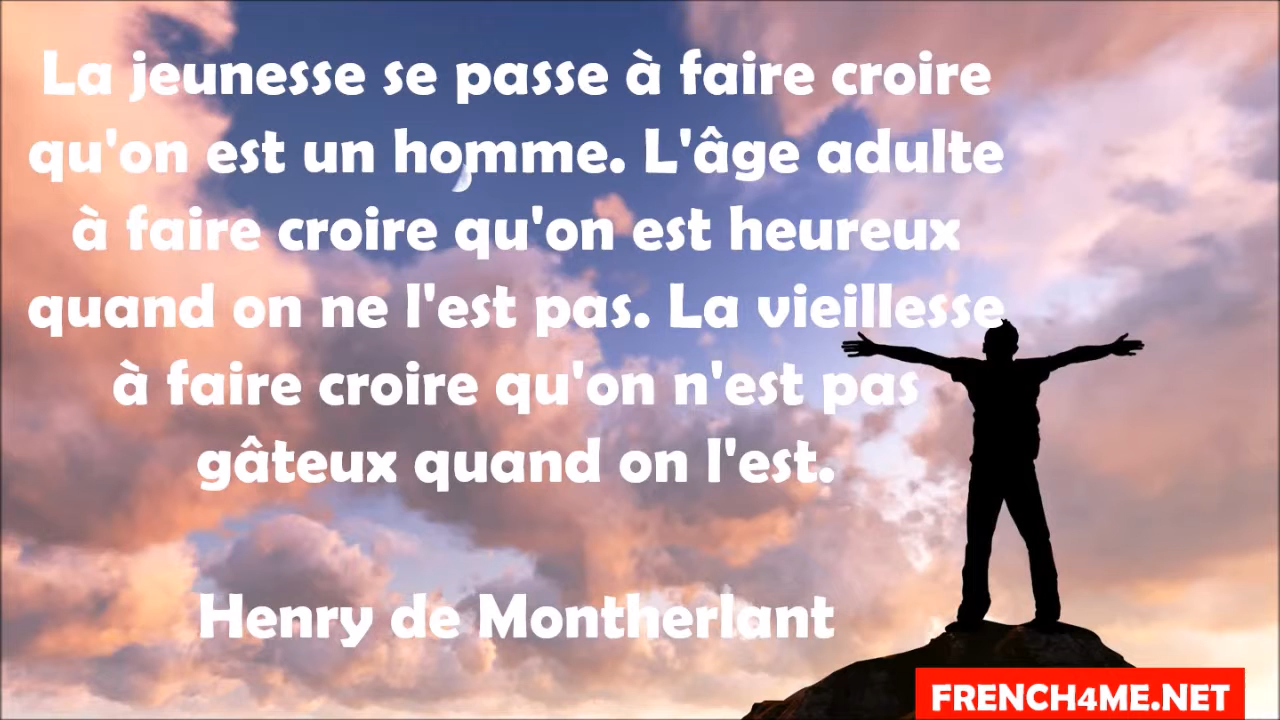 La jeunesse se passe à faire croire
qu'on est un homme. L'âge adulte
à faire croire qu'on est heureux
quand on ne l'est pas. La vieillesse
à faire croire qu'on n'est pas
gâteux quand on l'est.
Henry de Montherlant
FRENCH4ME.NET